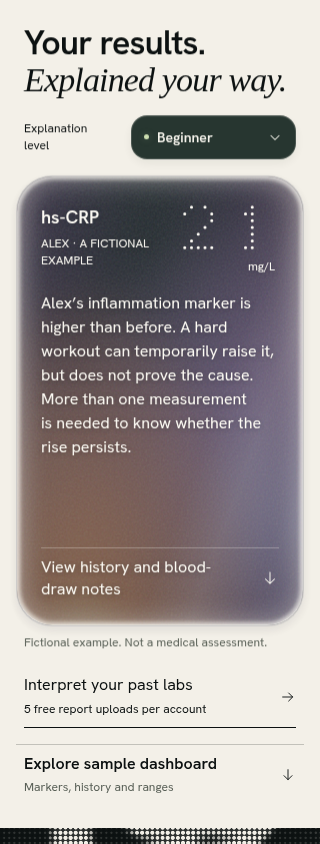 Your results.
Explained your way.
Explanation
level
Beginner
hs-CRP
ALEX · A FICTIONAL
EXAMPLE
2 1
mg/L
Alex’s inflammation marker is
higher than before. A hard
workout can temporarily raise it,
but does not prove the cause.
More than one measurement
is needed to know whether the
rise persists.
View history and blood-
draw notes
Fictional example. Not a medical assessment.
Interpret your past labs
5 free report uploads per account
Explore sample dashboard
Markers, history and ranges